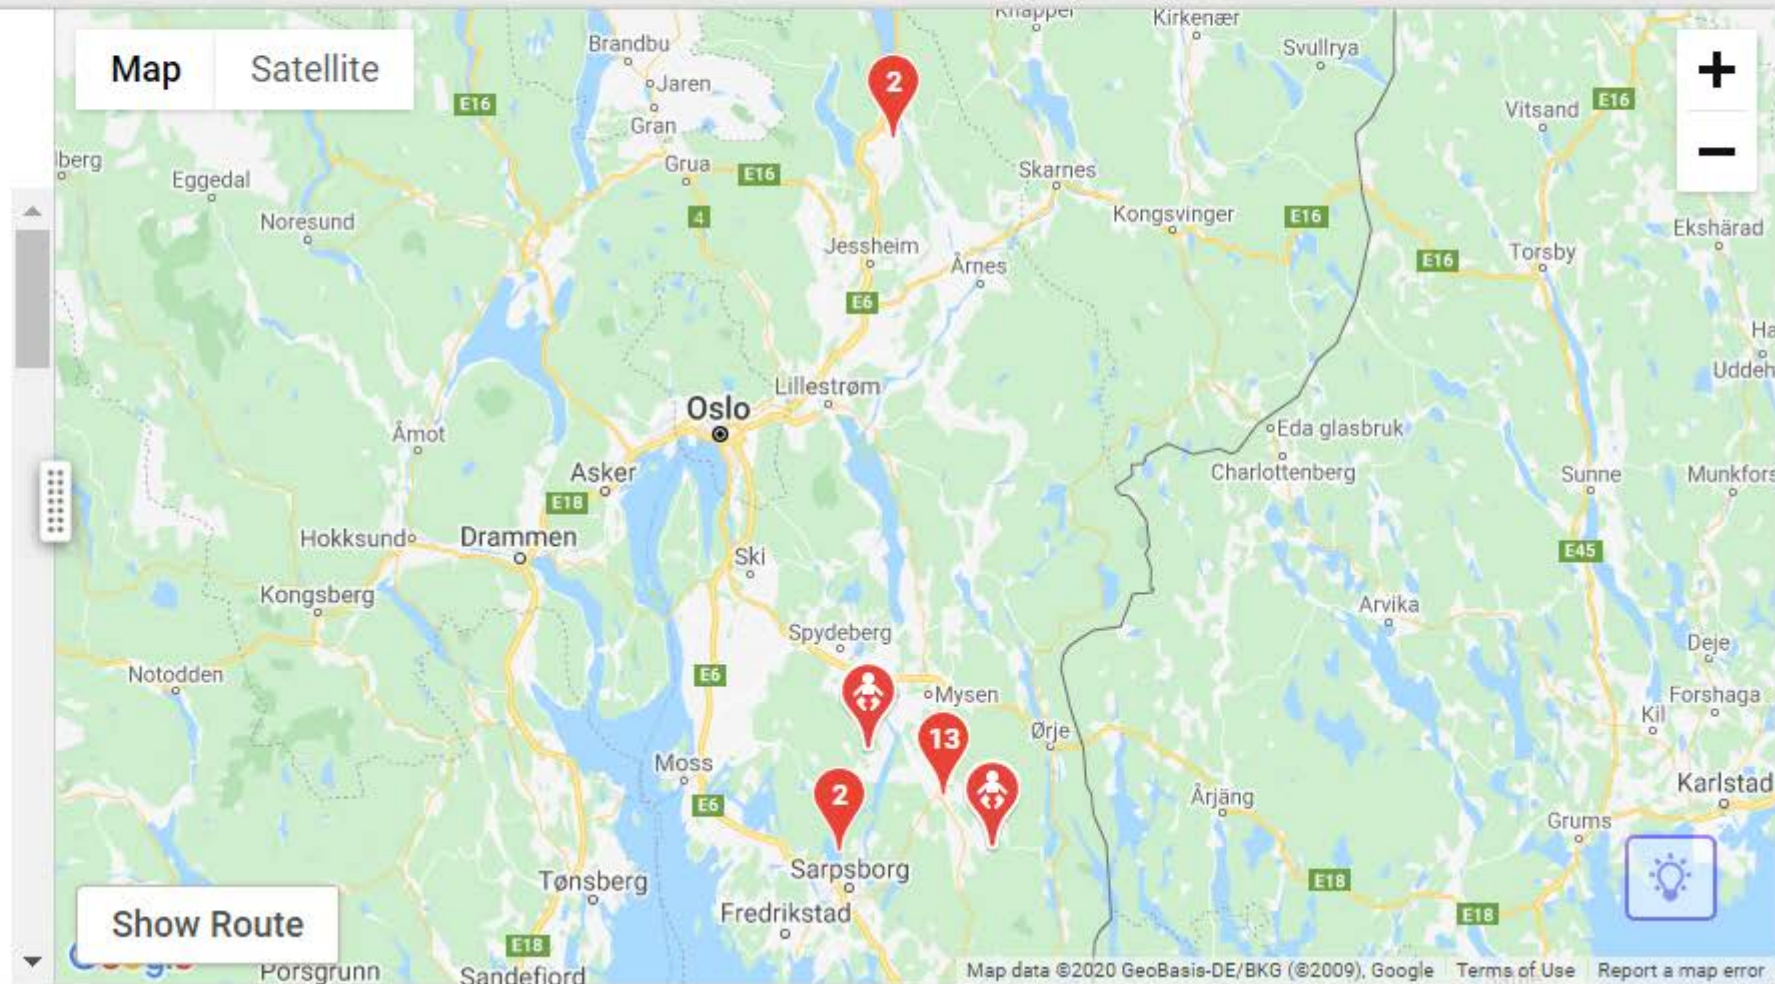 Map
Satellite
+
−
Brandbu
Jaren
Gran
Grua
Knapper
Kirkenær
Svullrya
Vitsand
E16
E16
2
Eggedal
Noresund
E16
4
Skarnes
Kongsvinger
E16
E16
Torsby
Ekshärad
Jessheim
Årnes
E6
Lillestrøm
Oslo
Åmot
Asker
E18
Eda glasbruk
Charlottenberg
Sunne
Hokksund
Drammen
Ski
E45
Kongsberg
Spydeberg
Arvika
Deje
Notodden
E6
Mysen
Forshaga
Kil
13
Ørje
Moss
E6
2
Årjäng
Karlstad
Grums
Sarpsborg
Tønsberg
E18
Fredrikstad
E18
Show Route
E18
Porsgrunn
Sandefjord
Map data ©2020 GeoBasis-DE/BKG (©2009), Google
Terms of Use
Report a map error